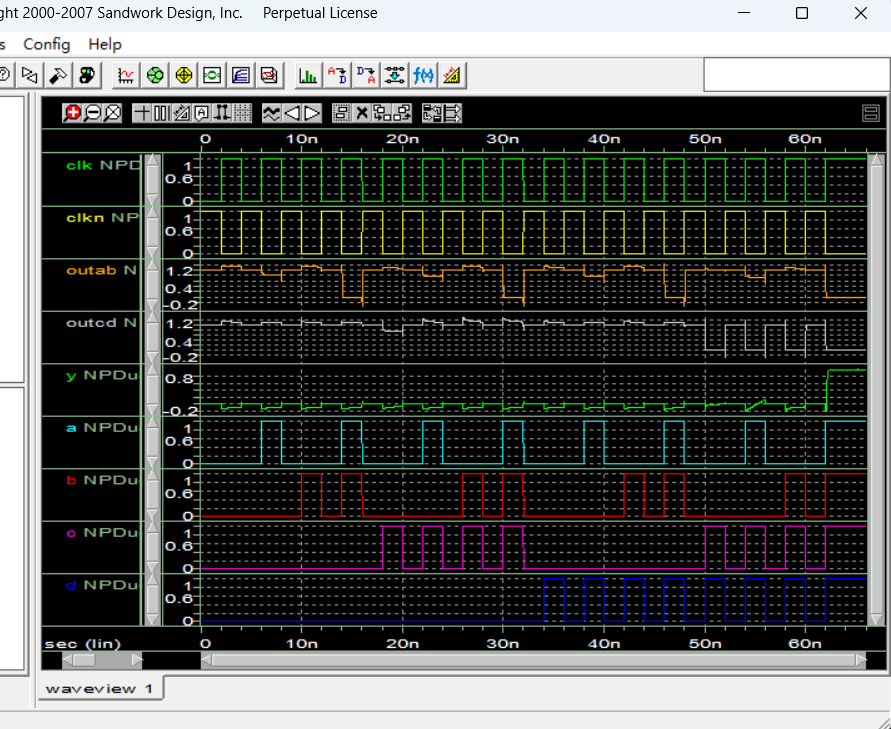 ght 2000-2007 Sandwork Design, Inc. Perpetual License
s Config Help
0 10n 20n 30n 40n 50n 60n
clk NPD 1 0.6 0
clkn NP 1 0.6 0
outab N 1.2 0.4 -0.2
outcd N 1.2 0.4 -0.2
y NPDu 0.8 -0.2
a NPDu 1 0.6 0
b NPDu 1 0.6 0
c NPDu 1 0.6 0
d NPDu 1 0.6 0
sec (lin) 0 10n 20n 30n 40n 50n 60n
waveview 1